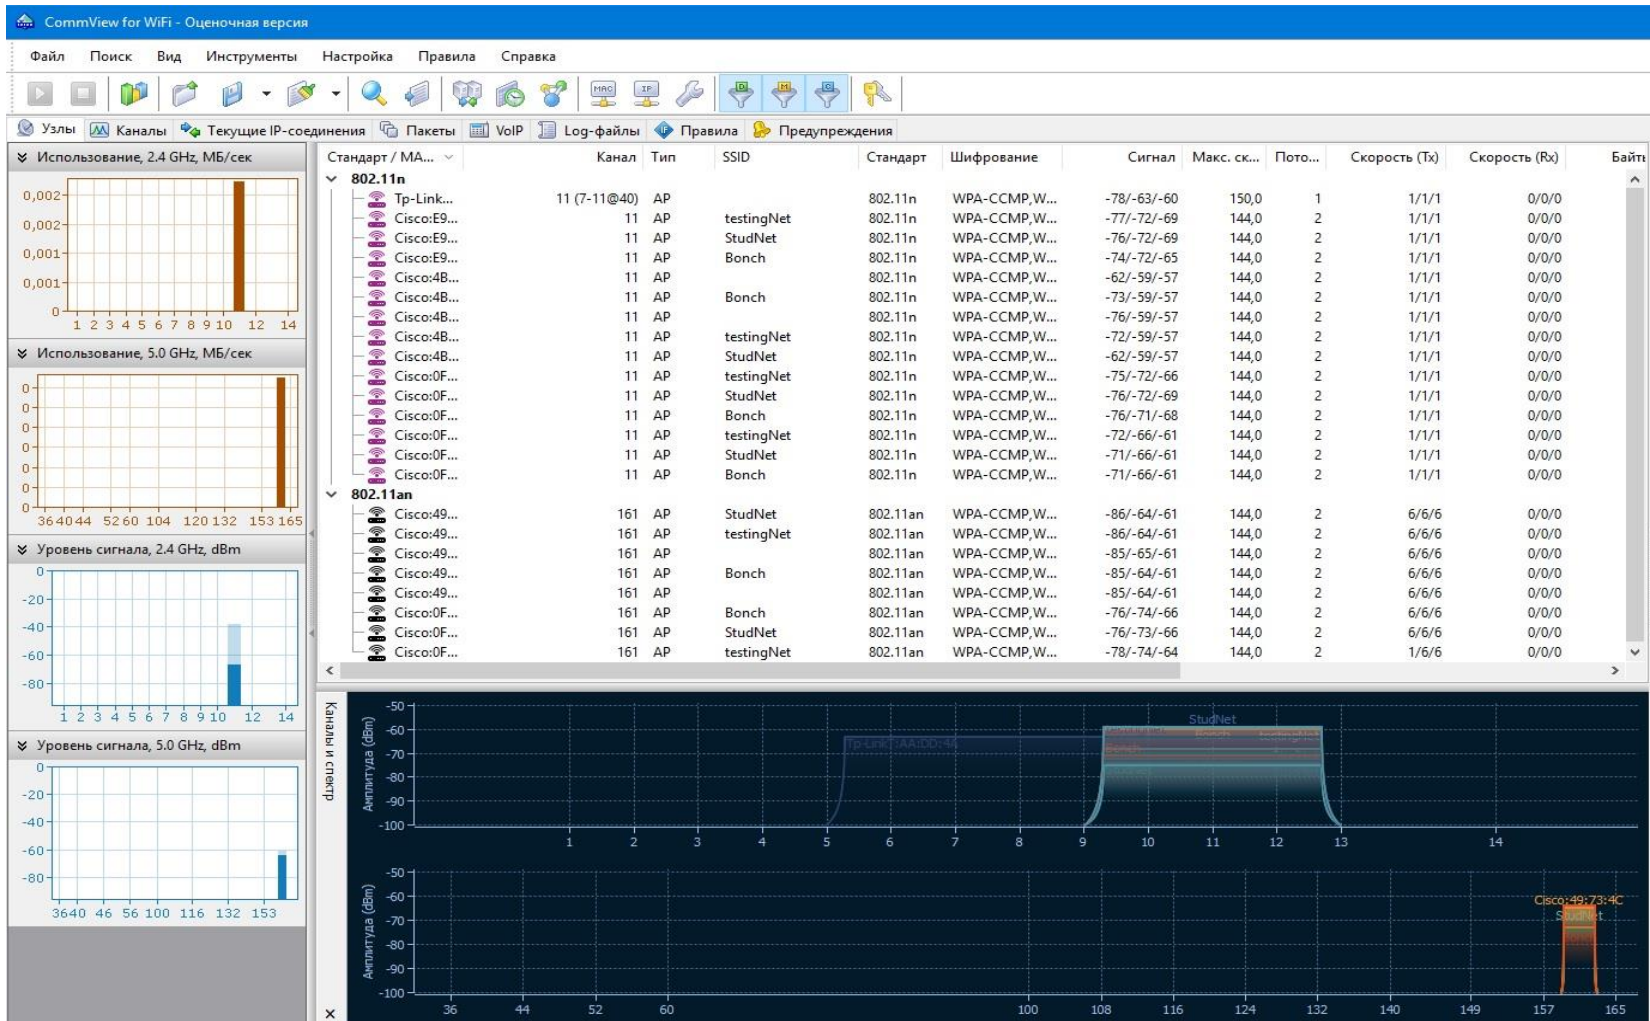 CommView for WiFi - Оценочная версия
Файл Поиск Вид Инструменты Настройка Правила Справка
Узлы Каналы Текущие IP-соединения Пакеты VoIP Log-файлы Правила Предупреждения
Использование, 2.4 GHz, МБ/сек
0,002
0,002
0,001
0,001
0
1 2 3 4 5 6 7 8 9 10 12 14
Использование, 5.0 GHz, МБ/сек
0
0
0
0
0
0
0
36 40 44 52 60 104 120 132 153 165
Уровень сигнала, 2.4 GHz, dBm
0
-20
-40
-60
-80
1 2 3 4 5 6 7 8 9 10 12 14
Уровень сигнала, 5.0 GHz, dBm
0
-20
-40
-60
-80
36 40 46 56 100 116 132 153
Стандарт / MA... Канал Тип SSID Стандарт Шифрование Сигнал Макс. ск... Пото... Скорость (Tx) Скорость (Rx) Байть
802.11n
Tp-Link... 11 (7-11@40) AP 802.11n WPA-CCMP,W... -78/-63/-60 150,0 1 1/1/1 0/0/0
Cisco:E9... 11 AP testingNet 802.11n WPA-CCMP,W... -77/-72/-69 144,0 2 1/1/1 0/0/0
Cisco:E9... 11 AP StudNet 802.11n WPA-CCMP,W... -76/-72/-69 144,0 2 1/1/1 0/0/0
Cisco:E9... 11 AP Bonch 802.11n WPA-CCMP,W... -74/-72/-65 144,0 2 1/1/1 0/0/0
Cisco:4B... 11 AP 802.11n WPA-CCMP,W... -62/-59/-57 144,0 2 1/1/1 0/0/0
Cisco:4B... 11 AP Bonch 802.11n WPA-CCMP,W... -73/-59/-57 144,0 2 1/1/1 0/0/0
Cisco:4B... 11 AP 802.11n WPA-CCMP,W... -76/-59/-57 144,0 2 1/1/1 0/0/0
Cisco:4B... 11 AP testingNet 802.11n WPA-CCMP,W... -72/-59/-57 144,0 2 1/1/1 0/0/0
Cisco:4B... 11 AP StudNet 802.11n WPA-CCMP,W... -62/-59/-57 144,0 2 1/1/1 0/0/0
Cisco:0F... 11 AP testingNet 802.11n WPA-CCMP,W... -75/-72/-66 144,0 2 1/1/1 0/0/0
Cisco:0F... 11 AP StudNet 802.11n WPA-CCMP,W... -76/-72/-69 144,0 2 1/1/1 0/0/0
Cisco:0F... 11 AP Bonch 802.11n WPA-CCMP,W... -76/-71/-68 144,0 2 1/1/1 0/0/0
Cisco:0F... 11 AP testingNet 802.11n WPA-CCMP,W... -72/-66/-61 144,0 2 1/1/1 0/0/0
Cisco:0F... 11 AP StudNet 802.11n WPA-CCMP,W... -71/-66/-61 144,0 2 1/1/1 0/0/0
Cisco:0F... 11 AP Bonch 802.11n WPA-CCMP,W... -71/-66/-61 144,0 2 1/1/1 0/0/0
802.11an
Cisco:49... 161 AP StudNet 802.11an WPA-CCMP,W... -86/-64/-61 144,0 2 6/6/6 0/0/0
Cisco:49... 161 AP testingNet 802.11an WPA-CCMP,W... -86/-64/-61 144,0 2 6/6/6 0/0/0
Cisco:49... 161 AP 802.11an WPA-CCMP,W... -85/-65/-61 144,0 2 6/6/6 0/0/0
Cisco:49... 161 AP Bonch 802.11an WPA-CCMP,W... -85/-64/-61 144,0 2 6/6/6 0/0/0
Cisco:49... 161 AP 802.11an WPA-CCMP,W... -85/-64/-61 144,0 2 6/6/6 0/0/0
Cisco:0F... 161 AP Bonch 802.11an WPA-CCMP,W... -76/-74/-66 144,0 2 6/6/6 0/0/0
Cisco:0F... 161 AP StudNet 802.11an WPA-CCMP,W... -76/-73/-66 144,0 2 6/6/6 0/0/0
Cisco:0F... 161 AP testingNet 802.11an WPA-CCMP,W... -78/-74/-64 144,0 2 1/6/6 0/0/0
Каналы и спектр
Амплитуда (dBm)
-50
-60
-70
-80
-90
-100
StudNet
Bonch testingNet
Bonch
1 2 3 4 5 6 7 8 9 10 11 12 13 14
Амплитуда (dBm)
-50
-60
-70
-80
-90
-100
Cisco:49:73:4C
StudNet
36 44 52 60 100 108 116 124 132 140 149 157 165